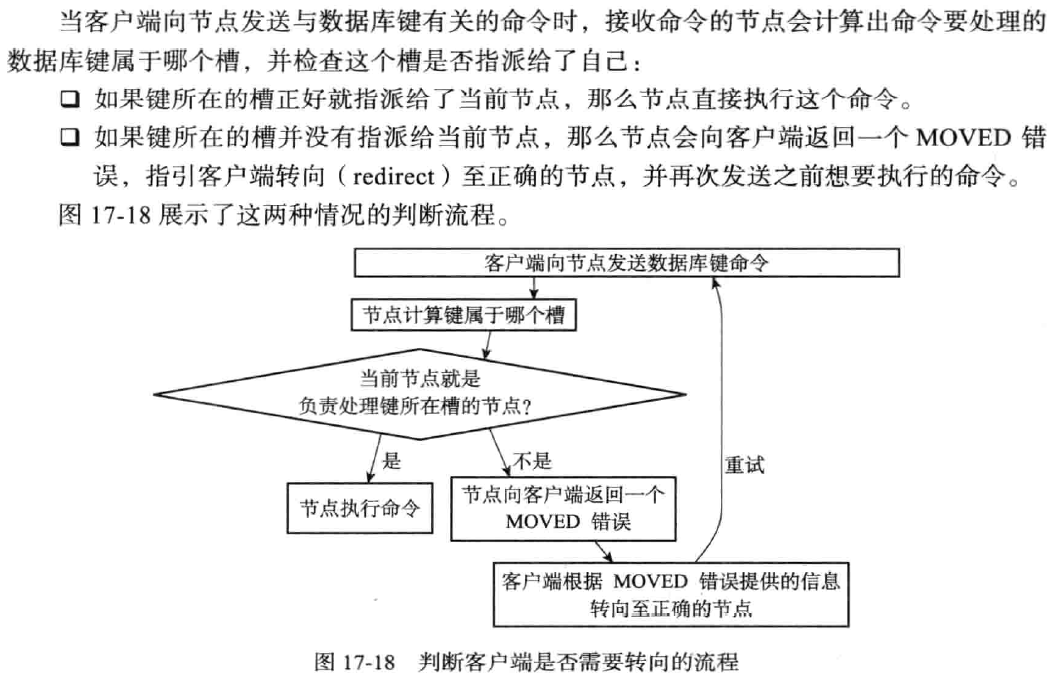 当客户端向节点发送与数据库键有关的命令时，接收命令的节点会计算出命令要处理的
数据库键属于哪个槽，并检查这个槽是否指派给了自己：
❑ 如果键所在的槽正好就指派给了当前节点，那么节点直接执行这个命令。
❑ 如果键所在的槽并没有指派给当前节点，那么节点会向客户端返回一个 MOVED 错
误，指引客户端转向（redirect）至正确的节点，并再次发送之前想要执行的命令。
图 17-18 展示了这两种情况的判断流程。
客户端向节点发送数据库键命令
节点计算键属于哪个槽
当前节点就是
负责处理键所在槽的节点？
是
不是
重试
节点执行命令
节点向客户端返回一个
MOVED 错误
客户端根据 MOVED 错误提供的信息
转向至正确的节点
图 17-18 判断客户端是否需要转向的流程